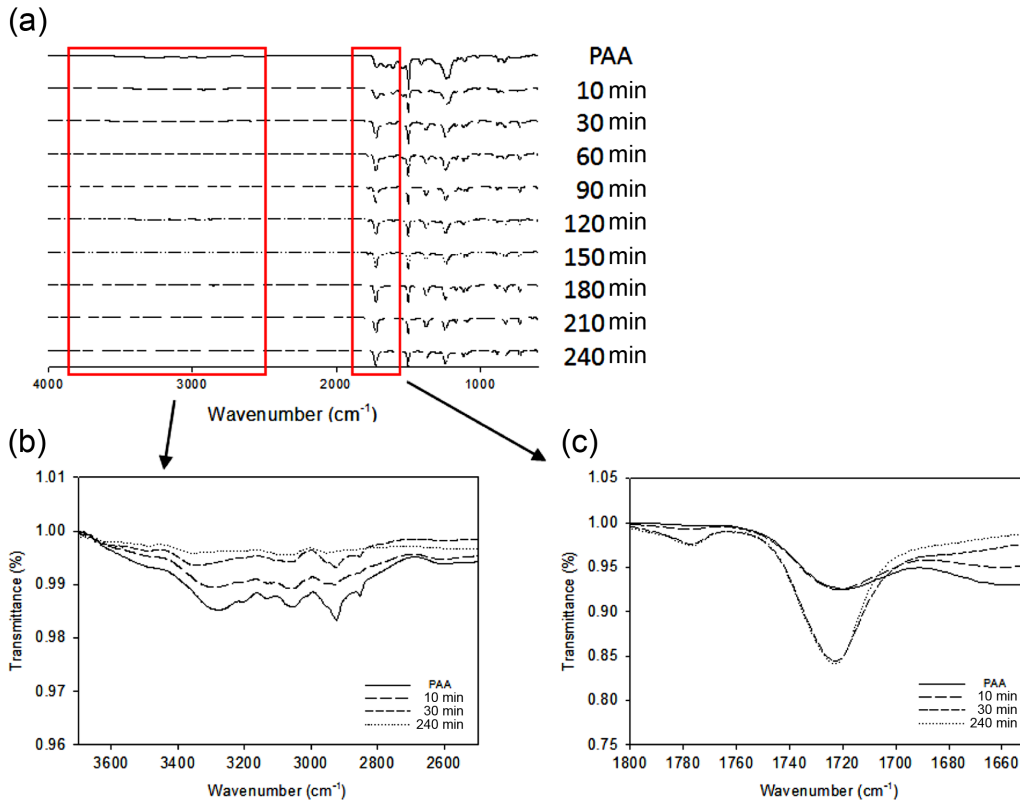 (a)
PAA
10 min
30 min
60 min
90 min
120 min
150 min
180 min
210 min
240 min
4000 3000 2000 1000
Wavenumber (cm⁻¹)
(b)
1.01
1.00
0.99
0.98
0.97
0.96
Transmittance (%)
PAA
10 min
30 min
240 min
3600 3400 3200 3000 2800 2600
Wavenumber (cm⁻¹)
(c)
1.05
1.00
0.95
0.90
0.85
0.80
0.75
Transmittance (%)
PAA
10 min
30 min
240 min
1800 1780 1760 1740 1720 1700 1680 1660
Wavenumber (cm⁻¹)